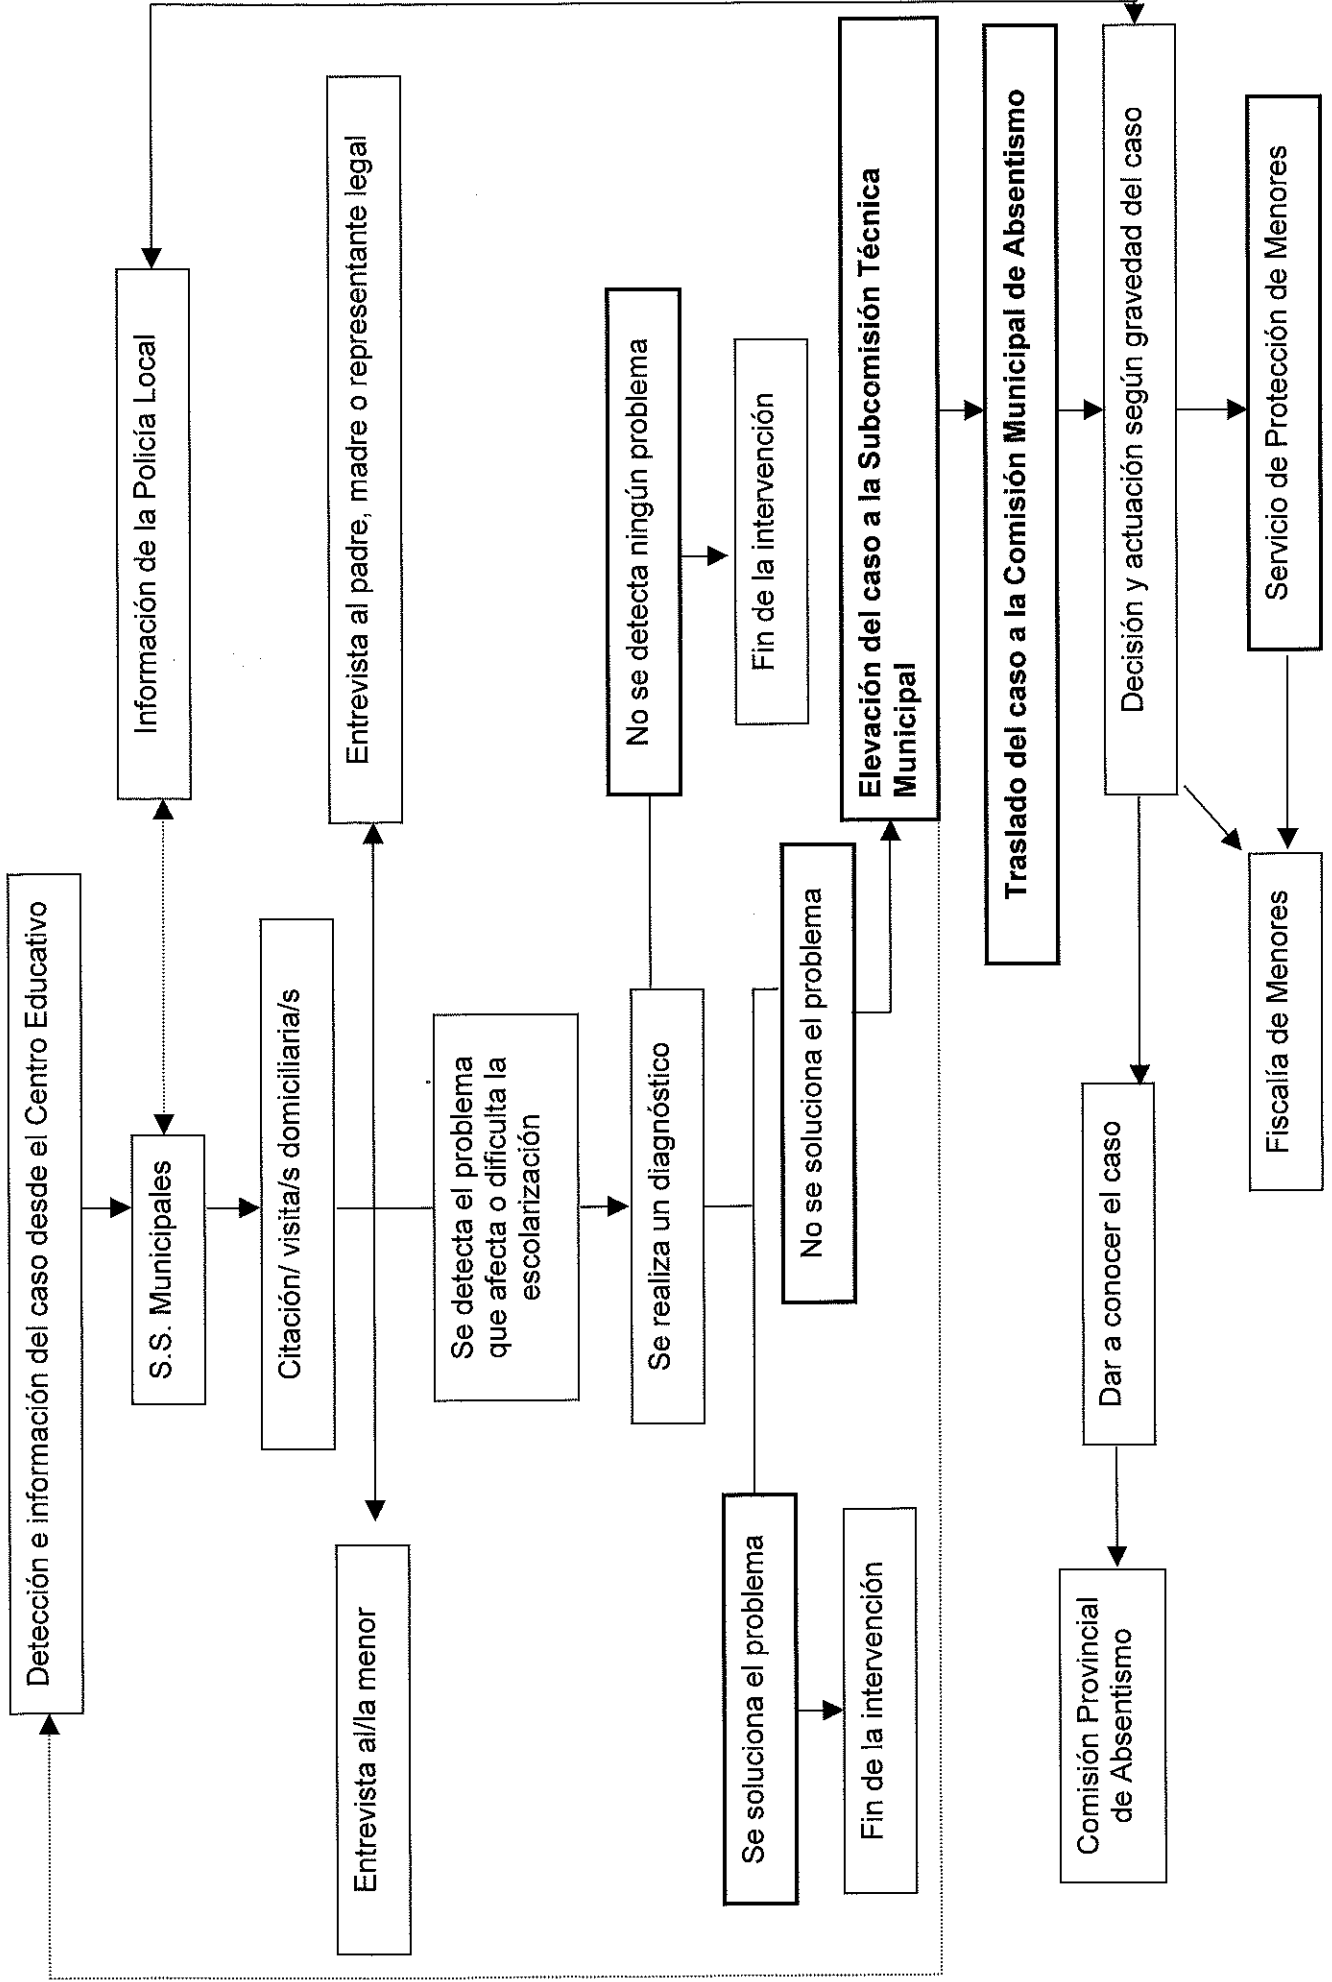 Detección e información del caso desde el Centro Educativo
S.S. Municipales
Información de la Policía Local
Citación/ visita/s domiciliaria/s
Entrevista al/la menor
Entrevista al padre, madre o representante legal
Se detecta el problema
que afecta o dificulta la
escolarización
Se realiza un diagnóstico
No se detecta ningún problema
Fin de la intervención
Se soluciona el problema
Fin de la intervención
No se soluciona el problema
Elevación del caso a la Subcomisión Técnica
Municipal
Traslado del caso a la Comisión Municipal de Absentismo
Decisión y actuación según gravedad del caso
Dar a conocer el caso
Comisión Provincial
de Absentismo
Servicio de Protección de Menores
Fiscalía de Menores